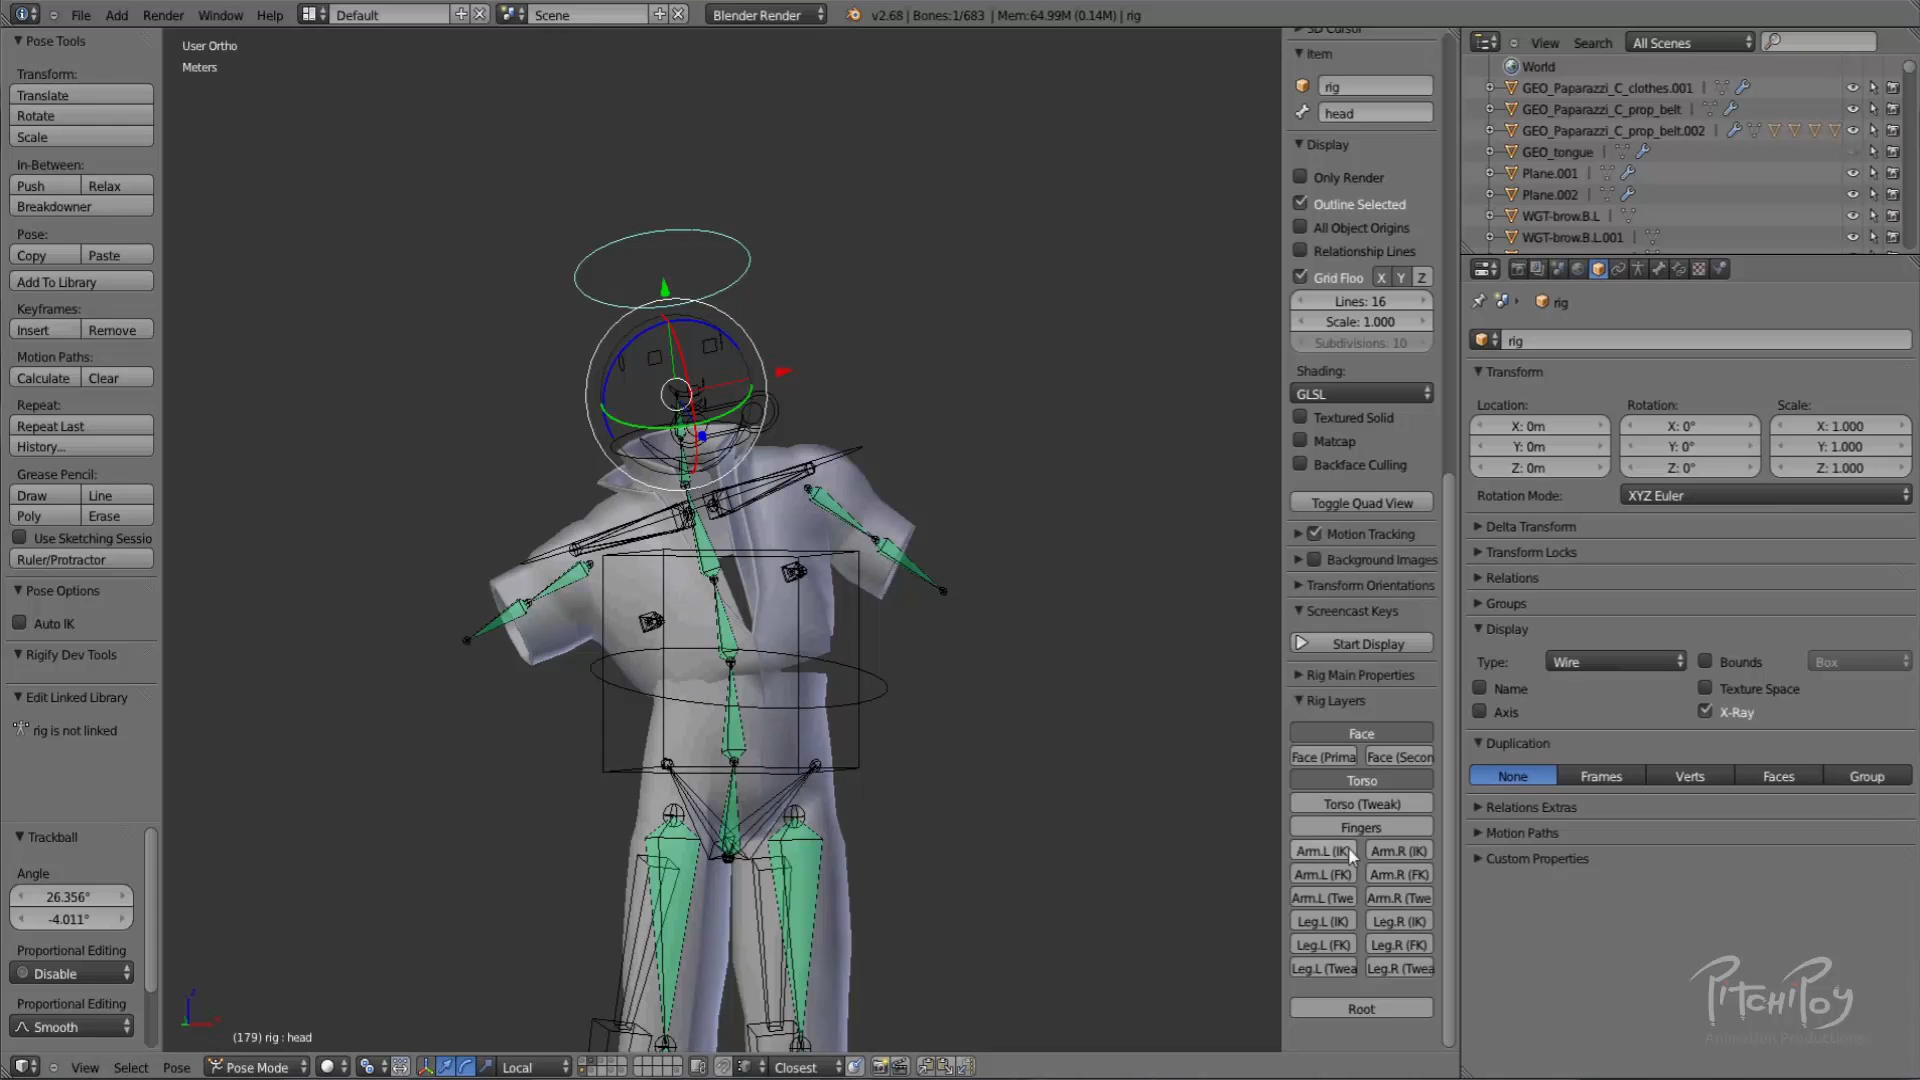 File Add Render Window Help Default Scene Blender Render v2.68 | Bones:1/683 | Mem:64.99M (0.14M) | rig
Pose Tools
Transform:
Translate
Rotate
Scale
In-Between:
Push Relax
Breakdowner
Pose:
Copy Paste
Add To Library
Keyframes:
Insert Remove
Motion Paths:
Calculate Clear
Repeat:
Repeat Last
History...
Grease Pencil:
Draw Line
Poly Erase
Use Sketching Sessio
Ruler/Protractor
Pose Options
Auto IK
Rigify Dev Tools
Edit Linked Library
rig is not linked
Trackball
Angle
26.356°
-4.011°
Proportional Editing
Disable
Proportional Editing
Smooth
User Ortho
Meters
(179) rig : head
View Select Pose Pose Mode Local Closest
3D Cursor
Item
rig
head
Display
Only Render
Outline Selected
All Object Origins
Relationship Lines
Grid Floo X Y Z
Lines: 16
Scale: 1.000
Subdivisions: 10
Shading:
GLSL
Textured Solid
Matcap
Backface Culling
Toggle Quad View
Motion Tracking
Background Images
Transform Orientations
Screencast Keys
Start Display
Rig Main Properties
Rig Layers
Face
Face (Prima Face (Secon
Torso
Torso (Tweak)
Fingers
Arm.L (IK) Arm.R (IK)
Arm.L (FK) Arm.R (FK)
Arm.L (Twe Arm.R (Twe
Leg.L (IK) Leg.R (IK)
Leg.L (FK) Leg.R (FK)
Leg.L (Twea Leg.R (Twea
Root
View Search All Scenes
World
GEO_Paparazzi_C_clothes.001
GEO_Paparazzi_C_prop_belt
GEO_Paparazzi_C_prop_belt.002
GEO_tongue
Plane.001
Plane.002
WGT-brow.B.L
WGT-brow.B.L.001
rig
rig
Transform
Location: Rotation: Scale:
X: 0m X: 0° X: 1.000
Y: 0m Y: 0° Y: 1.000
Z: 0m Z: 0° Z: 1.000
Rotation Mode: XYZ Euler
Delta Transform
Transform Locks
Relations
Groups
Display
Type: Wire Bounds Box
Name Texture Space
Axis X-Ray
Duplication
None Frames Verts Faces Group
Relations Extras
Motion Paths
Custom Properties
PitchiPoy
Animation Productions